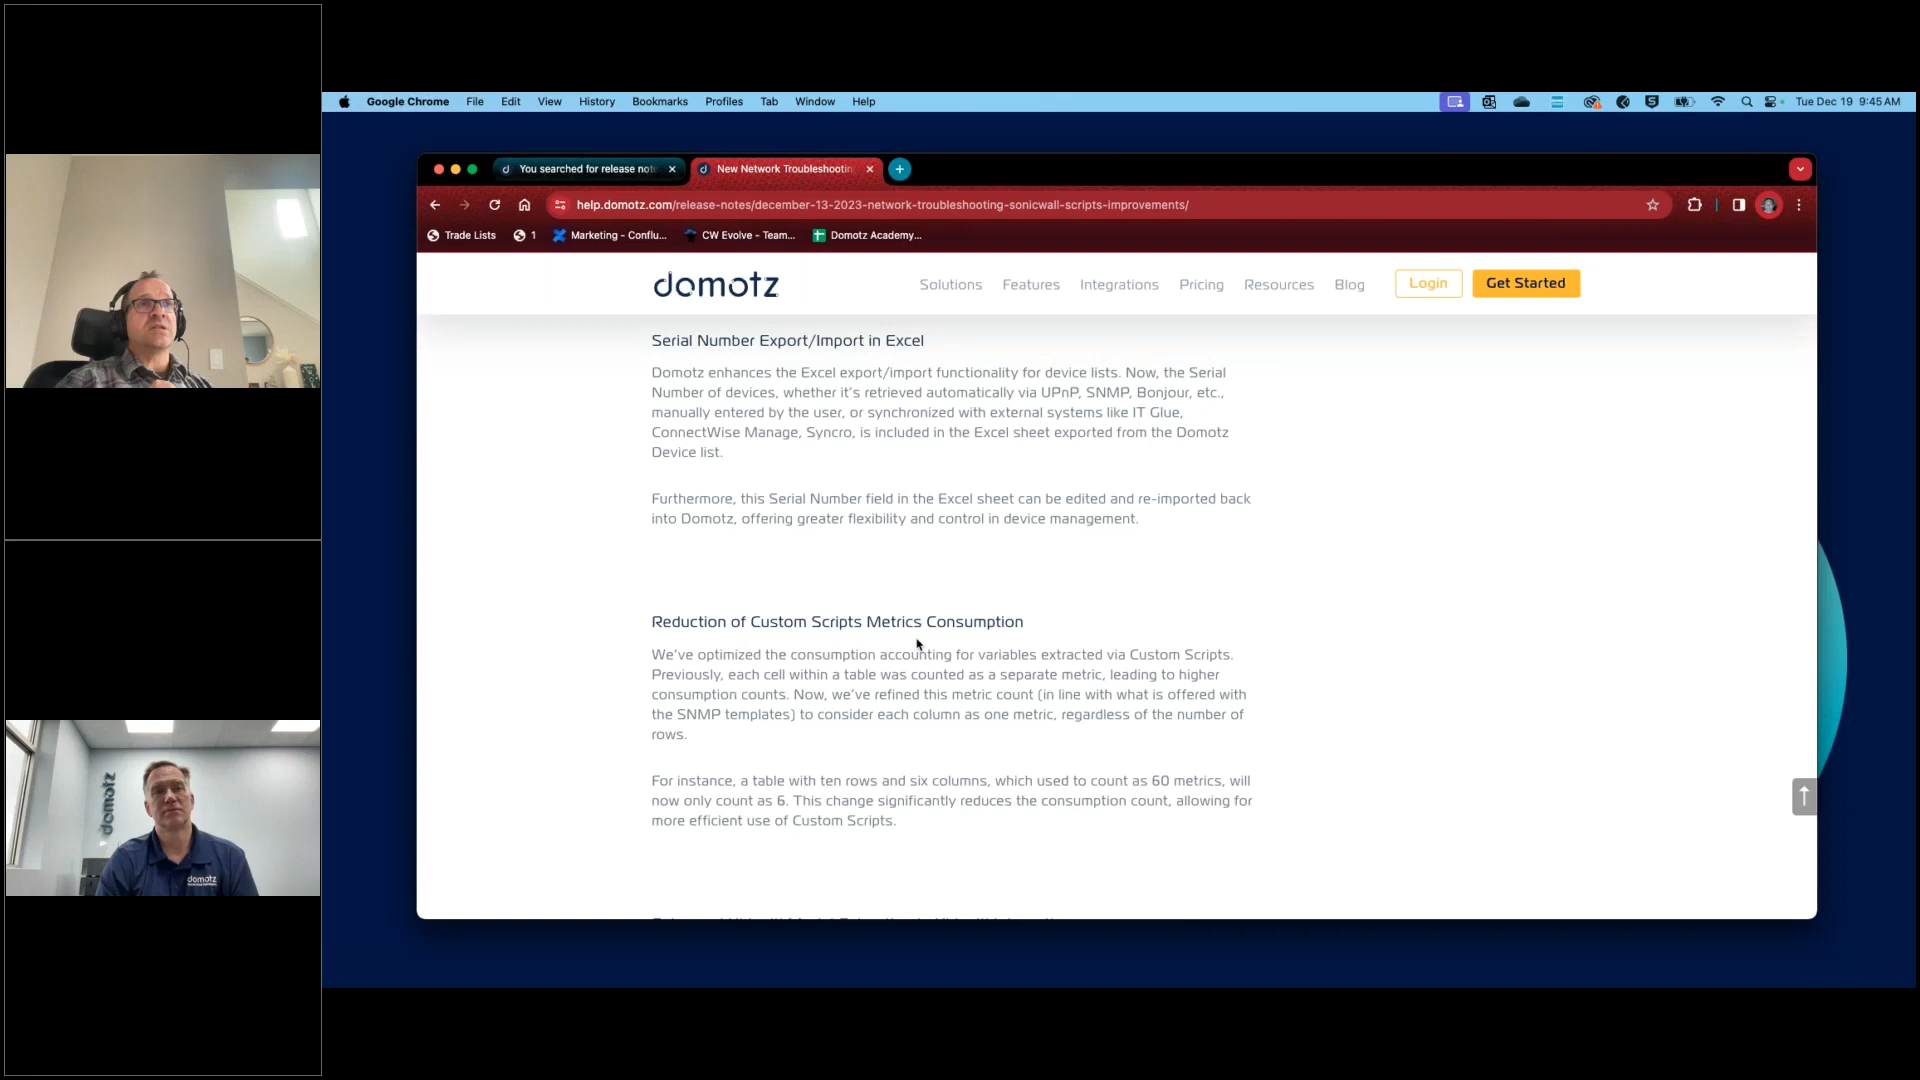 Google Chrome File Edit View History Bookmarks Profiles Tab Window Help Tue Dec 19 9:45 AM
You searched for release note
New Network Troubleshootin
help.domotz.com/release-notes/december-13-2023-network-troubleshooting-sonicwall-scripts-improvements/
Trade Lists 1 Marketing - Conflu... CW Evolve - Team... Domotz Academy...
domotz Solutions Features Integrations Pricing Resources Blog Login Get Started
Serial Number Export/Import in Excel
Domotz enhances the Excel export/import functionality for device lists. Now, the Serial
Number of devices, whether it's retrieved automatically via UPnP, SNMP, Bonjour, etc.,
manually entered by the user, or synchronized with external systems like IT Glue,
ConnectWise Manage, Syncro, is included in the Excel sheet exported from the Domotz
Device list.
Furthermore, this Serial Number field in the Excel sheet can be edited and re-imported back
into Domotz, offering greater flexibility and control in device management.
Reduction of Custom Scripts Metrics Consumption
We've optimized the consumption accounting for variables extracted via Custom Scripts.
Previously, each cell within a table was counted as a separate metric, leading to higher
consumption counts. Now, we've refined this metric count (in line with what is offered with
the SNMP templates) to consider each column as one metric, regardless of the number of
rows.
For instance, a table with ten rows and six columns, which used to count as 60 metrics, will
now only count as 6. This change significantly reduces the consumption count, allowing for
more efficient use of Custom Scripts.
domotz
domotz